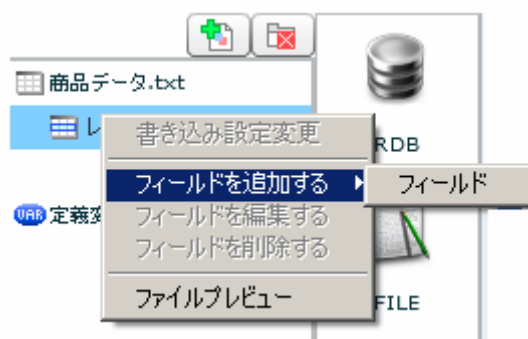 商品データ.txt
レ
書き込み設定変更
RDB
フィールドを追加する
フィールド
VAR 定義変
フィールドを編集する
フィールドを削除する
ファイルプレビュー
FILE